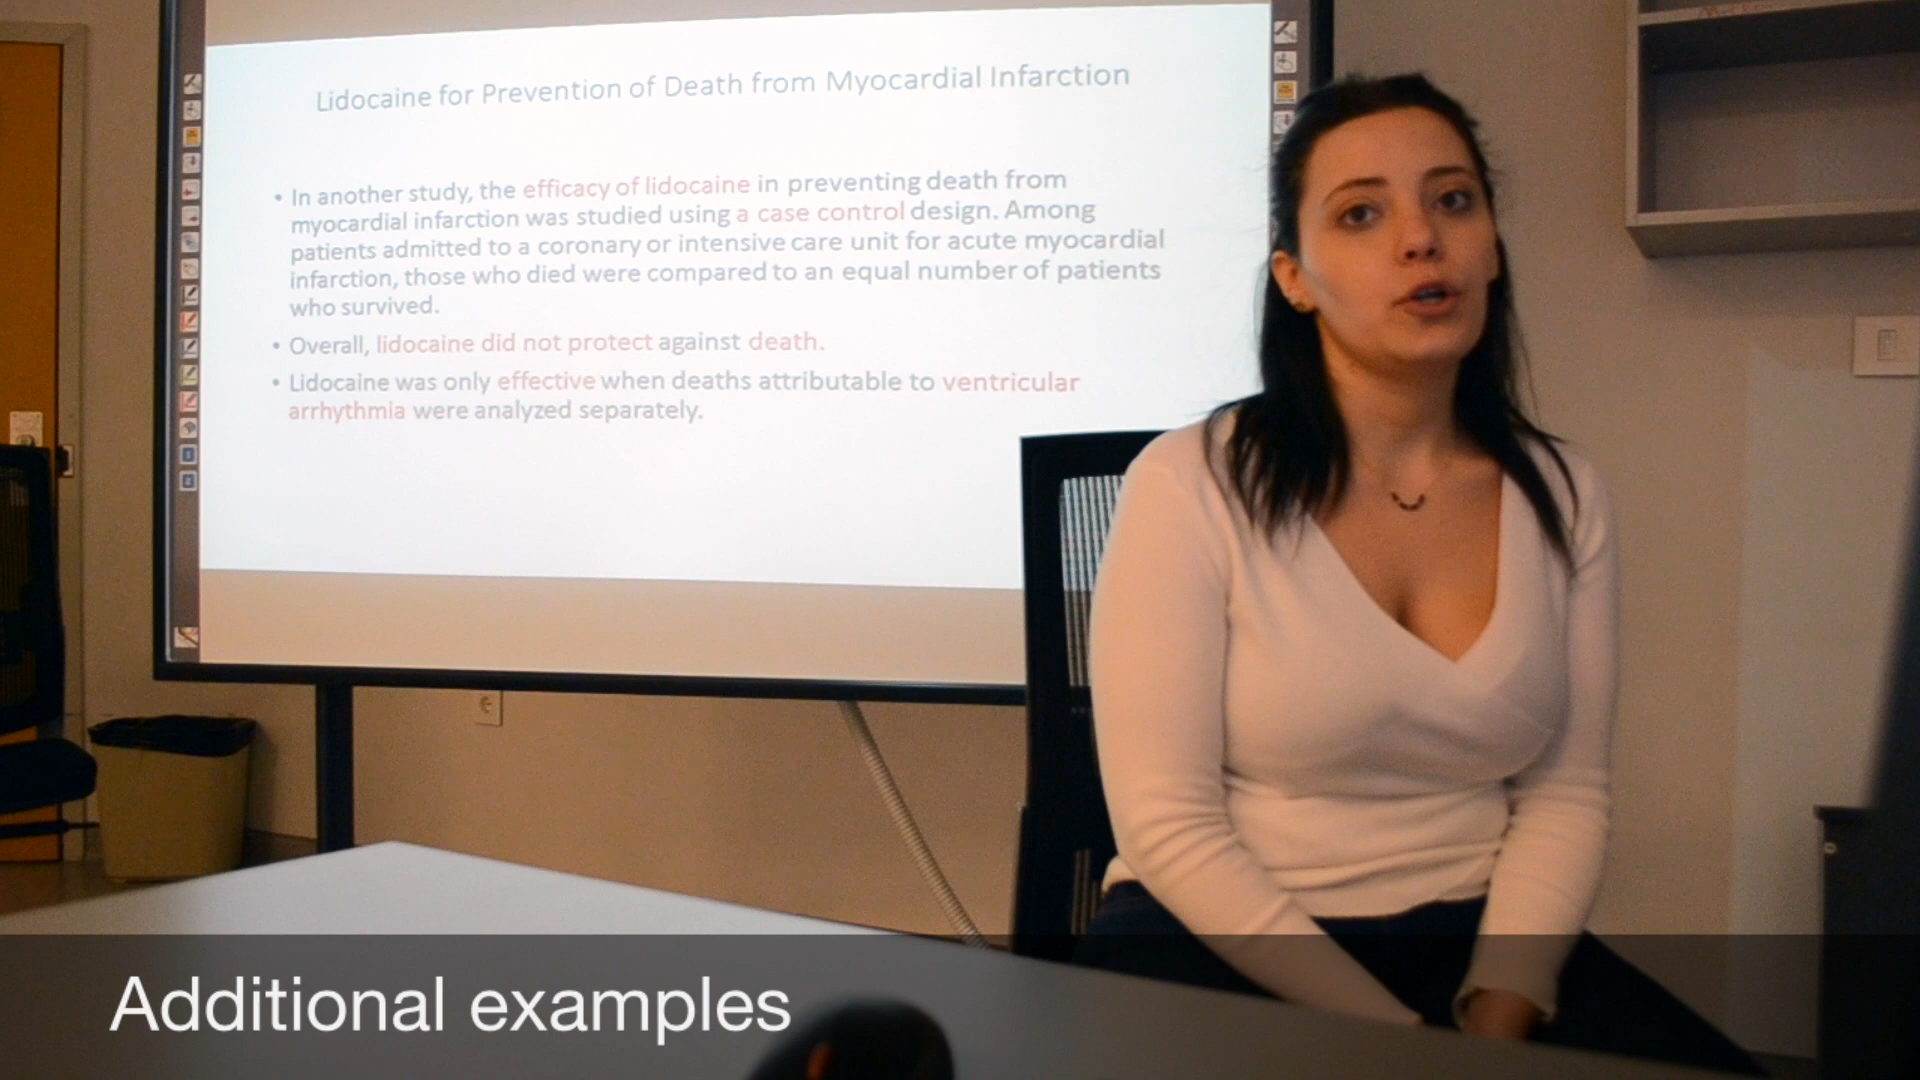 Lidocaine for Prevention of Death from Myocardial Infarction
• In another study, the efficacy of lidocaine in preventing death from
myocardial infarction was studied using a case control design. Among
patients admitted to a coronary or intensive care unit for acute myocardial
infarction, those who died were compared to an equal number of patients
who survived.
• Overall, lidocaine did not protect against death.
• Lidocaine was only effective when deaths attributable to ventricular
arrhythmia were analyzed separately.
Additional examples